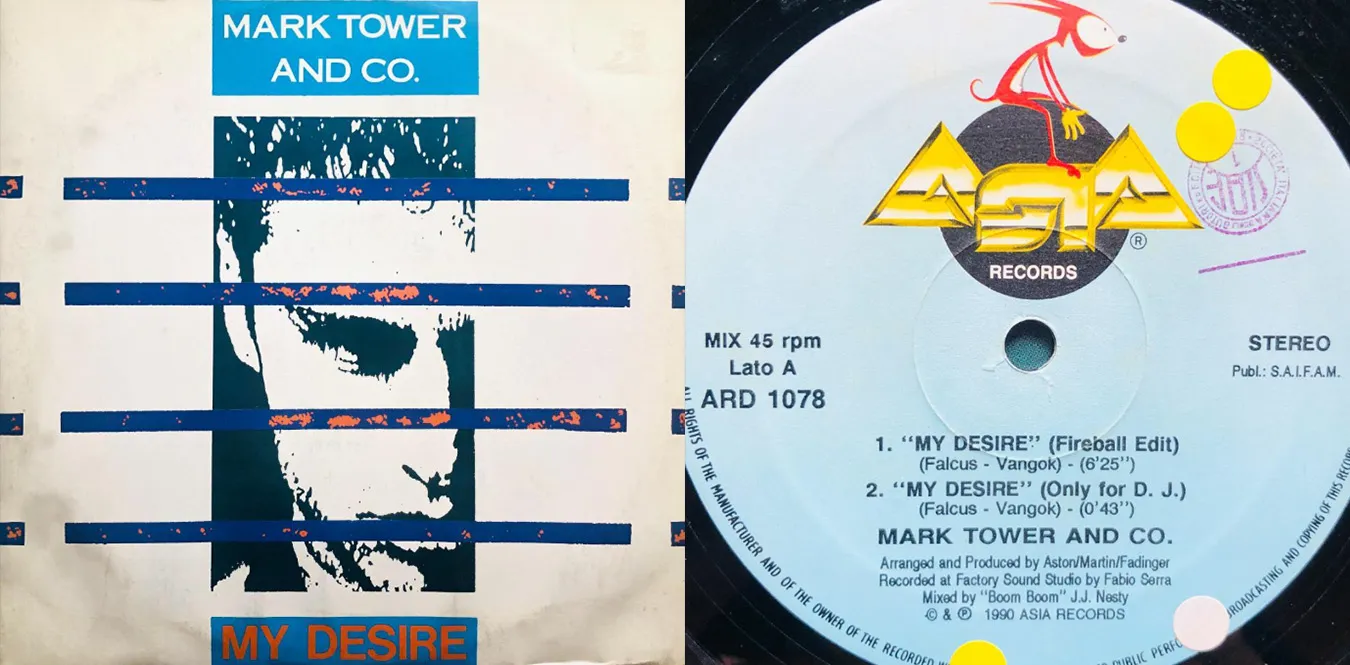 MARK TOWER
AND CO.
MY DESIRE
ASIA
®
RECORDS
MIX 45 rpm
Lato A
ARD 1078
STEREO
Publ.: S.A.I.F.A.M.
1. “MY DESIRE” (Fireball Edit)
(Falcus - Vangok) - (6'25")
2. “MY DESIRE” (Only for D. J.)
(Falcus - Vangok) - (0'43")
MARK TOWER AND CO.
Arranged and Produced by Aston/Martin/Fadinger
Recorded at Factory Sound Studio by Fabio Serra
Mixed by "Boom Boom" J.J. Nesty
© & ℗ 1990 ASIA RECORDS
ALL RIGHTS OF THE MANUFACTURER AND OF THE OWNER OF THE RECORDED
PUBLIC
BROADCASTING AND COPYING OF THIS